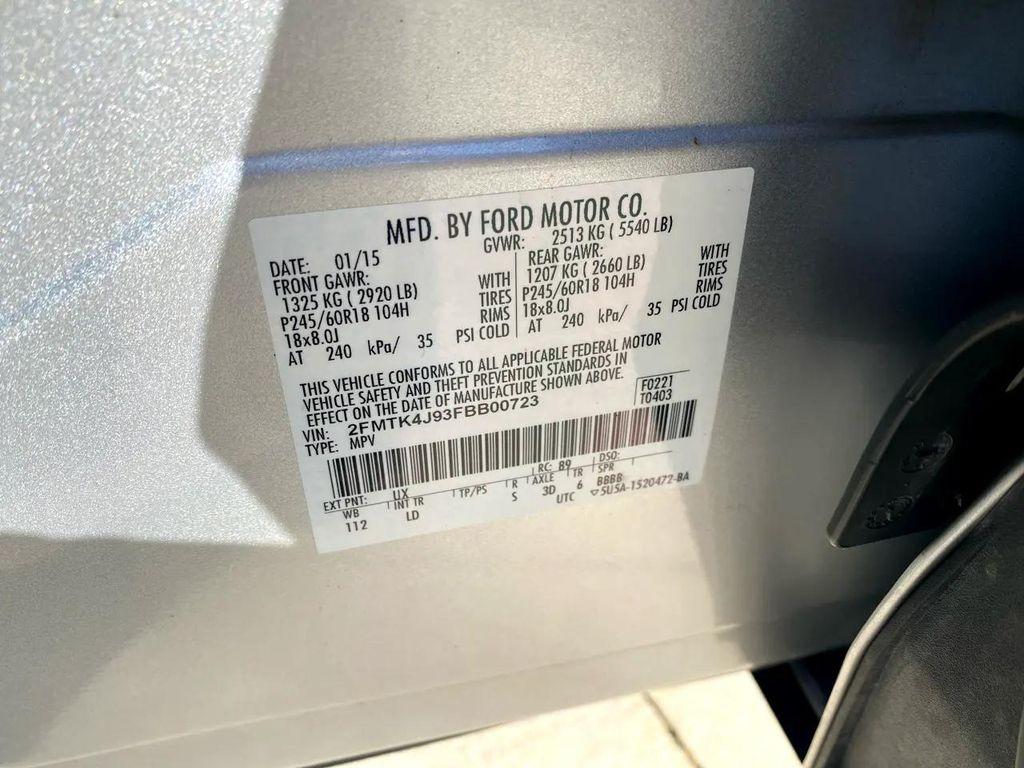 MFD. BY FORD MOTOR CO.
DATE: 01/15 GVWR: 2513 KG ( 5540 LB)
FRONT GAWR: REAR GAWR:
1325 KG ( 2920 LB) WITH 1207 KG ( 2660 LB) WITH
P245/60R18 104H TIRES P245/60R18 104H TIRES
18x8.0J RIMS 18x8.0J RIMS
AT 240 kPa/ 35 PSI COLD AT 240 kPa/ 35 PSI COLD
THIS VEHICLE CONFORMS TO ALL APPLICABLE FEDERAL MOTOR
VEHICLE SAFETY AND THEFT PREVENTION STANDARDS IN
EFFECT ON THE DATE OF MANUFACTURE SHOWN ABOVE.
VIN: 2FMTK4J93FBB00723 F0221
TYPE: MPV T0403
EXT PNT: UX RC: B9 DSO:
WB INT TR TP/PS R AXLE TR SPR
112 LD S 3D 6 BBBB
UTC ▽5U5A-1520472-BA